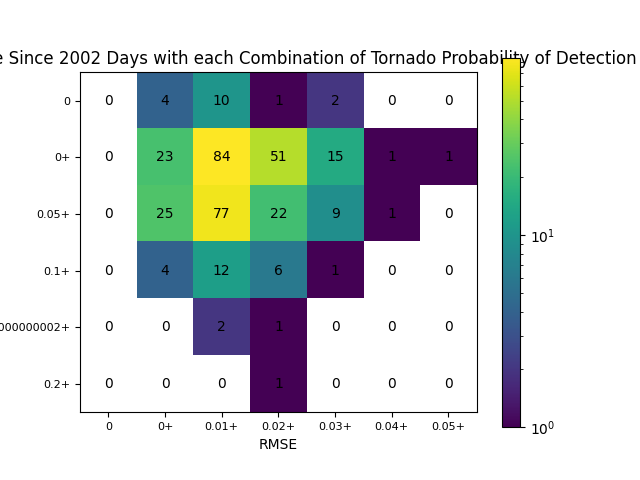 Since 2002 Days with each Combination of Tornado Probability of Detection
0 0 4 10 1 2 0 0
0+ 0 23 84 51 15 1 1
0.05+ 0 25 77 22 9 1 0
0.1+ 0 4 12 6 1 0 0
000000002+ 0 0 2 1 0 0 0
0.2+ 0 0 0 1 0 0 0
0 0+ 0.01+ 0.02+ 0.03+ 0.04+ 0.05+
RMSE
10¹
10⁰